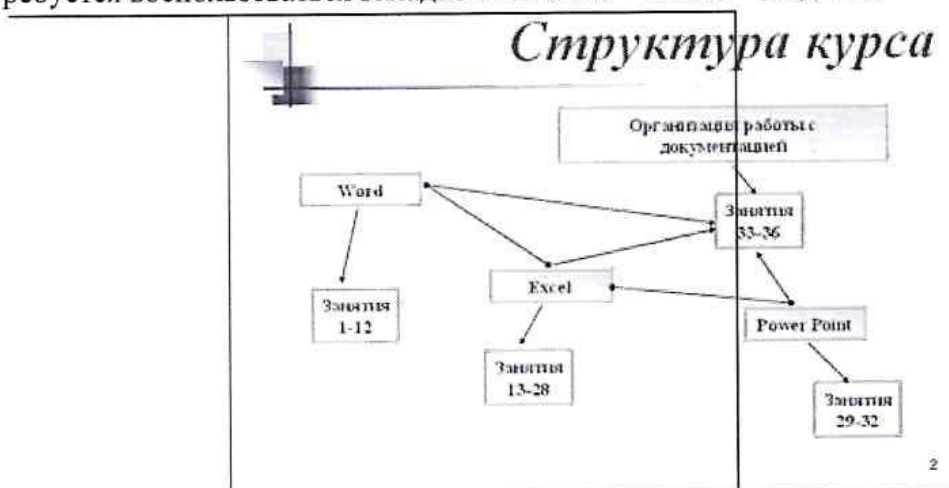 Структура курса
Организация работы с
документацией
Word
Занятия
33-36
Excel
Занятия
1-12
Power Point
Занятия
13-28
Занятия
29-32
2